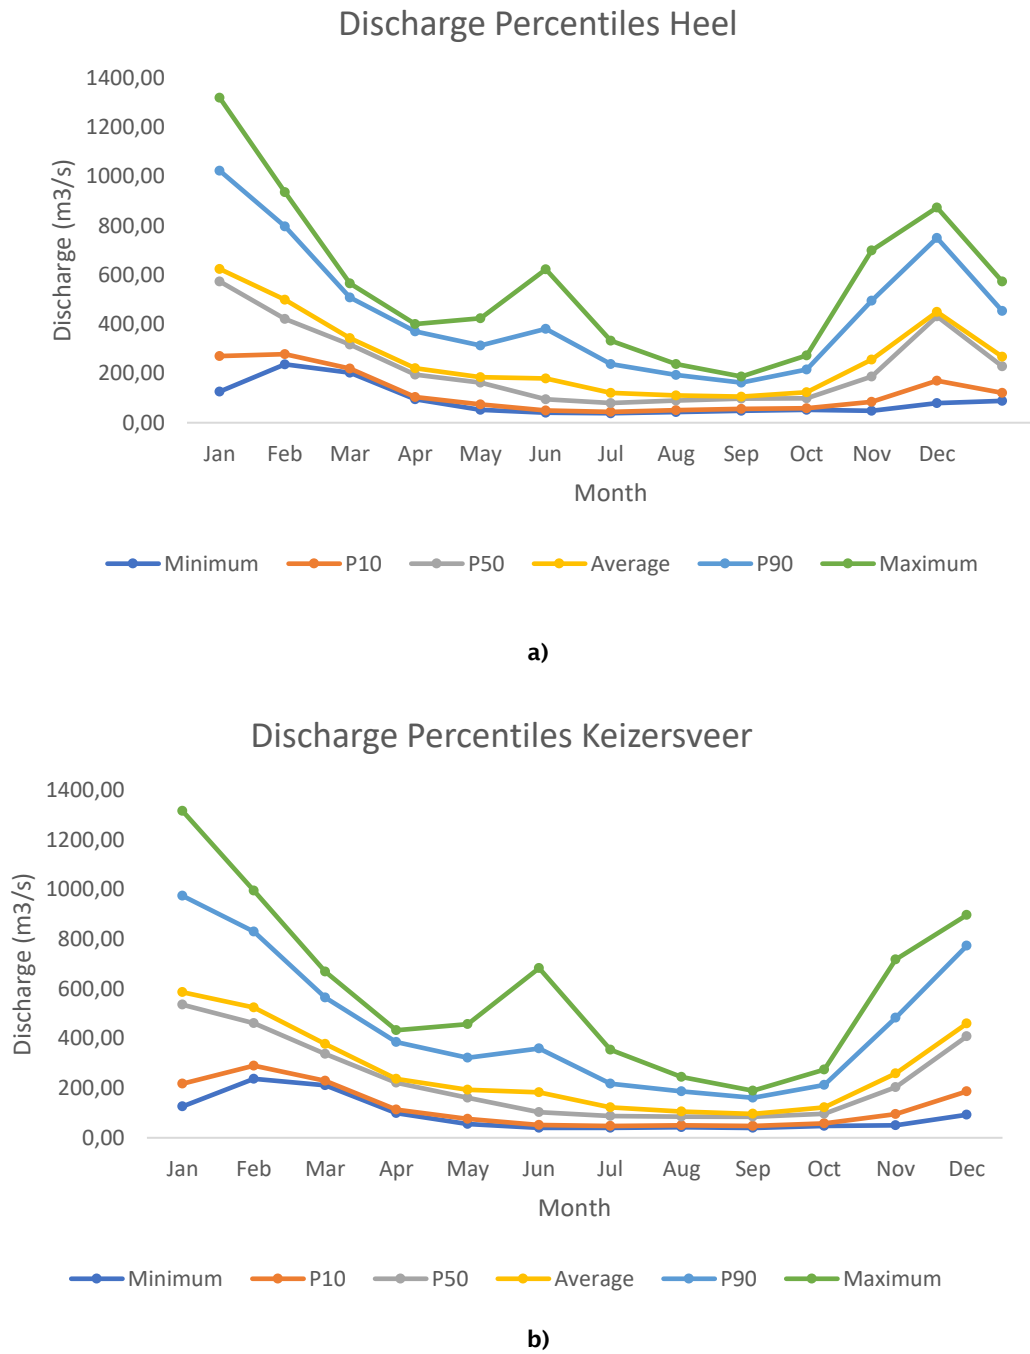 Discharge Percentiles Heel
1400,00
1200,00
1000,00
800,00
600,00
400,00
200,00
0,00
Discharge (m3/s)
Jan Feb Mar Apr May Jun Jul Aug Sep Oct Nov Dec
Month
Minimum P10 P50 Average P90 Maximum
a)
Discharge Percentiles Keizersveer
1400,00
1200,00
1000,00
800,00
600,00
400,00
200,00
0,00
Discharge (m3/s)
Jan Feb Mar Apr May Jun Jul Aug Sep Oct Nov Dec
Month
Minimum P10 P50 Average P90 Maximum
b)